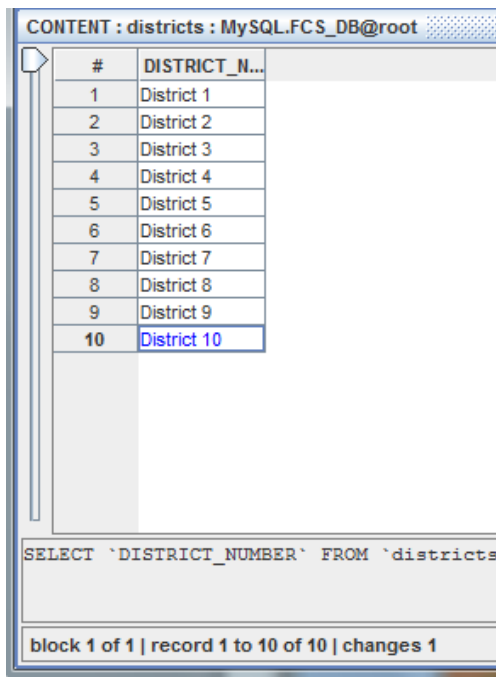 CONTENT : districts : MySQL.FCS_DB@root
# DISTRICT_N...
1 District 1
2 District 2
3 District 3
4 District 4
5 District 5
6 District 6
7 District 7
8 District 8
9 District 9
10 District 10
SELECT `DISTRICT_NUMBER` FROM `districts
block 1 of 1 | record 1 to 10 of 10 | changes 1